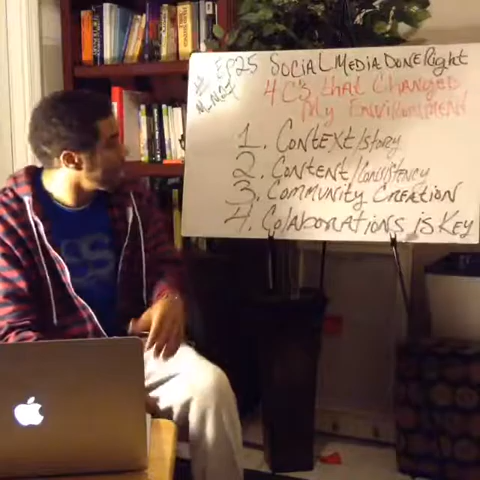 Ep25 Social Media Done Right
4 C's that Changed
My Environment
1. Context/story
2. Content/Consistency
3. Community Creation
4. Colaborations is Key